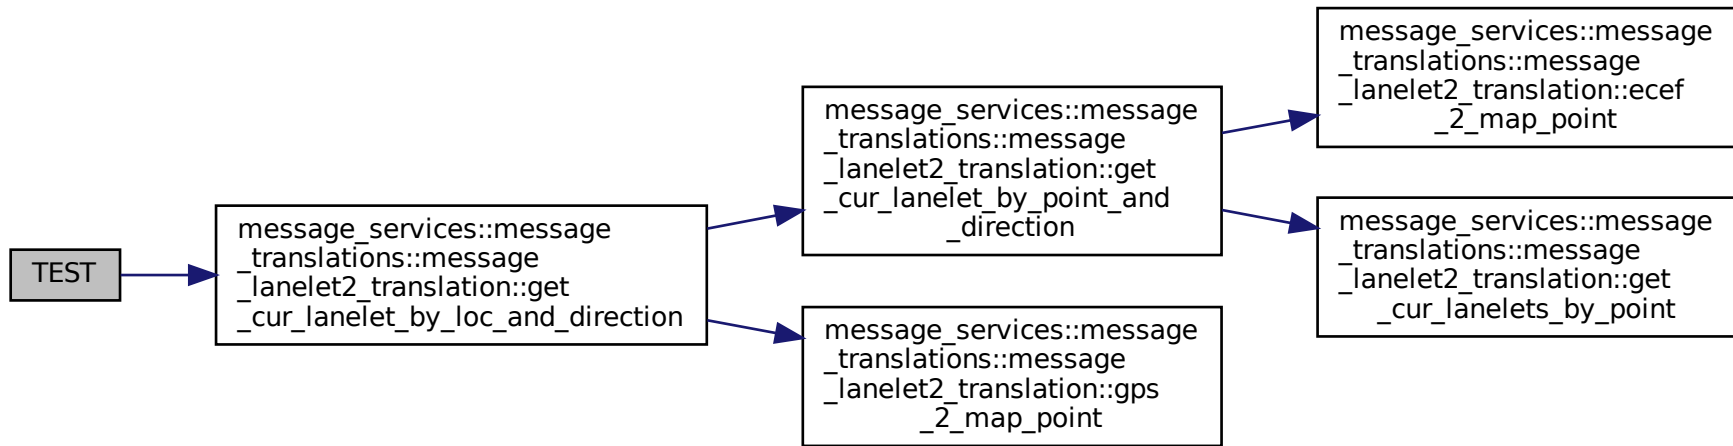 TEST
message_services::message
_translations::message
_lanelet2_translation::get
_cur_lanelet_by_loc_and_direction
message_services::message
_translations::message
_lanelet2_translation::get
_cur_lanelet_by_point_and
_direction
message_services::message
_translations::message
_lanelet2_translation::gps
_2_map_point
message_services::message
_translations::message
_lanelet2_translation::ecef
_2_map_point
message_services::message
_translations::message
_lanelet2_translation::get
_cur_lanelets_by_point